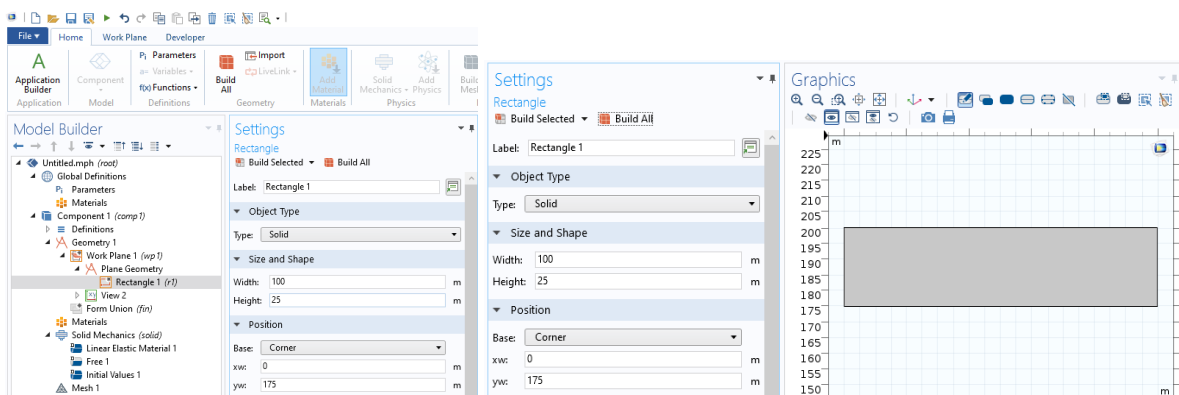 File
Home
Work Plane
Developer
Application Builder
Application
Component
Model
Pi Parameters
a= Variables
f(x) Functions
Definitions
Build All
Import
LiveLink
Geometry
Add Material
Materials
Solid Mechanics
Add Physics
Physics
Build Mesh
Model Builder
Untitled.mph (root)
Global Definitions
Pi Parameters
Materials
Component 1 (comp1)
Definitions
Geometry 1
Work Plane 1 (wp1)
Plane Geometry
Rectangle 1 (r1)
View 2
Form Union (fin)
Materials
Solid Mechanics (solid)
Linear Elastic Material 1
Free 1
Initial Values 1
Mesh 1
Settings
Rectangle
Build Selected Build All
Label: Rectangle 1
Object Type
Type: Solid
Size and Shape
Width: 100 m
Height: 25 m
Position
Base: Corner
xw: 0 m
yw: 175 m
Settings
Rectangle
Build Selected Build All
Label: Rectangle 1
Object Type
Type: Solid
Size and Shape
Width: 100 m
Height: 25 m
Position
Base: Corner
xw: 0 m
yw: 175 m
Graphics
m
225
220
215
210
205
200
195
190
185
180
175
170
165
160
155
150
m